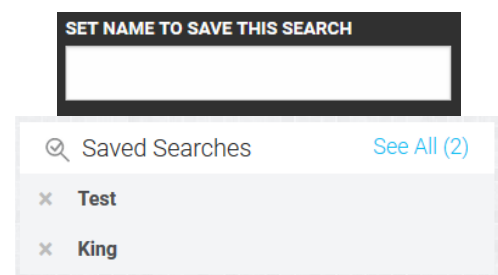 SET NAME TO SAVE THIS SEARCH
Saved Searches See All (2)
Test
King